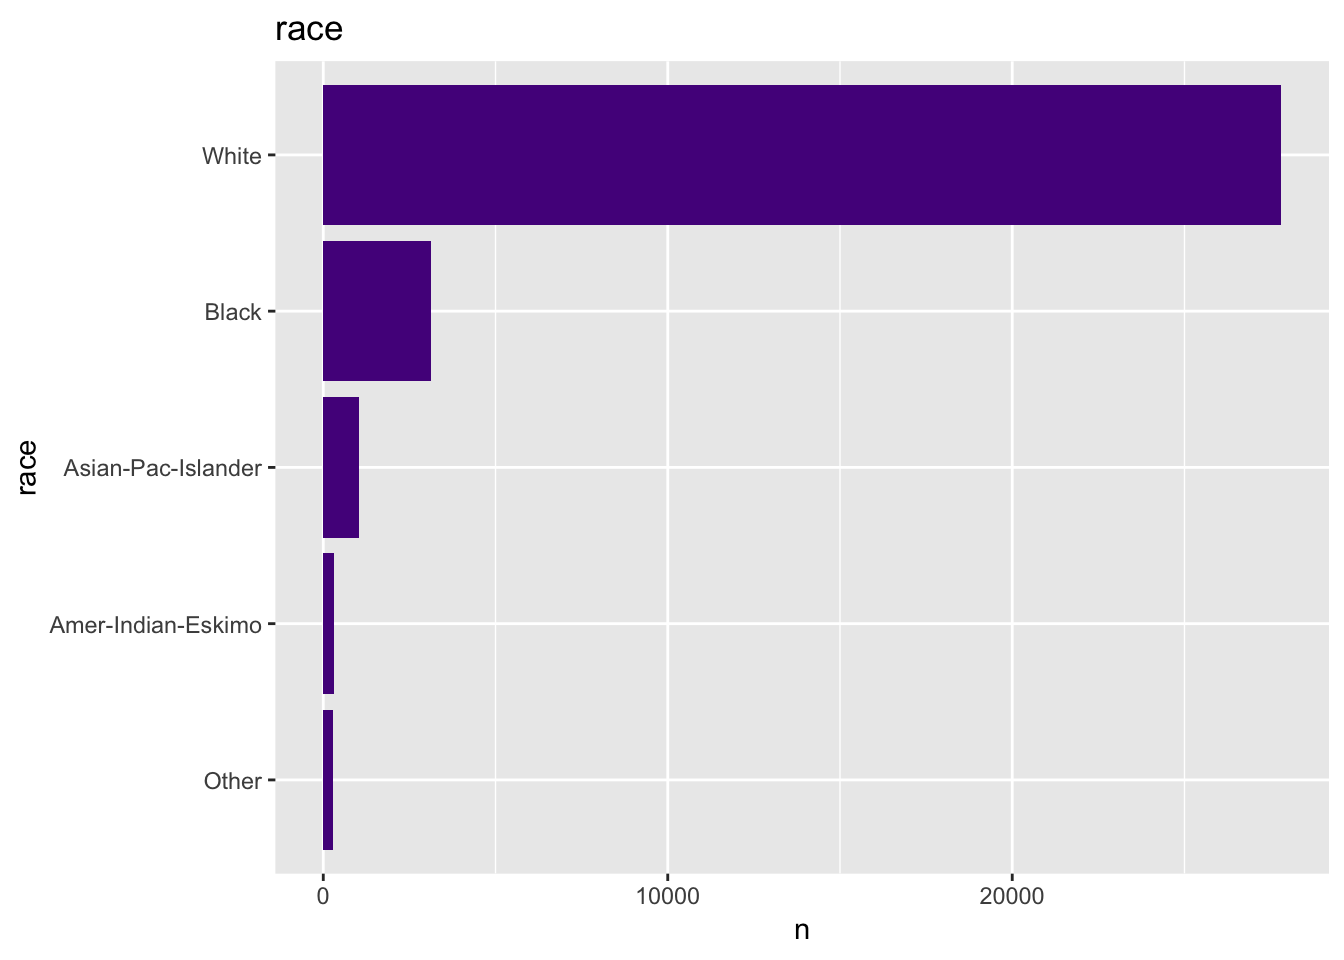 race
White
Black
Asian-Pac-Islander
Amer-Indian-Eskimo
Other
race
0 10000 20000
n